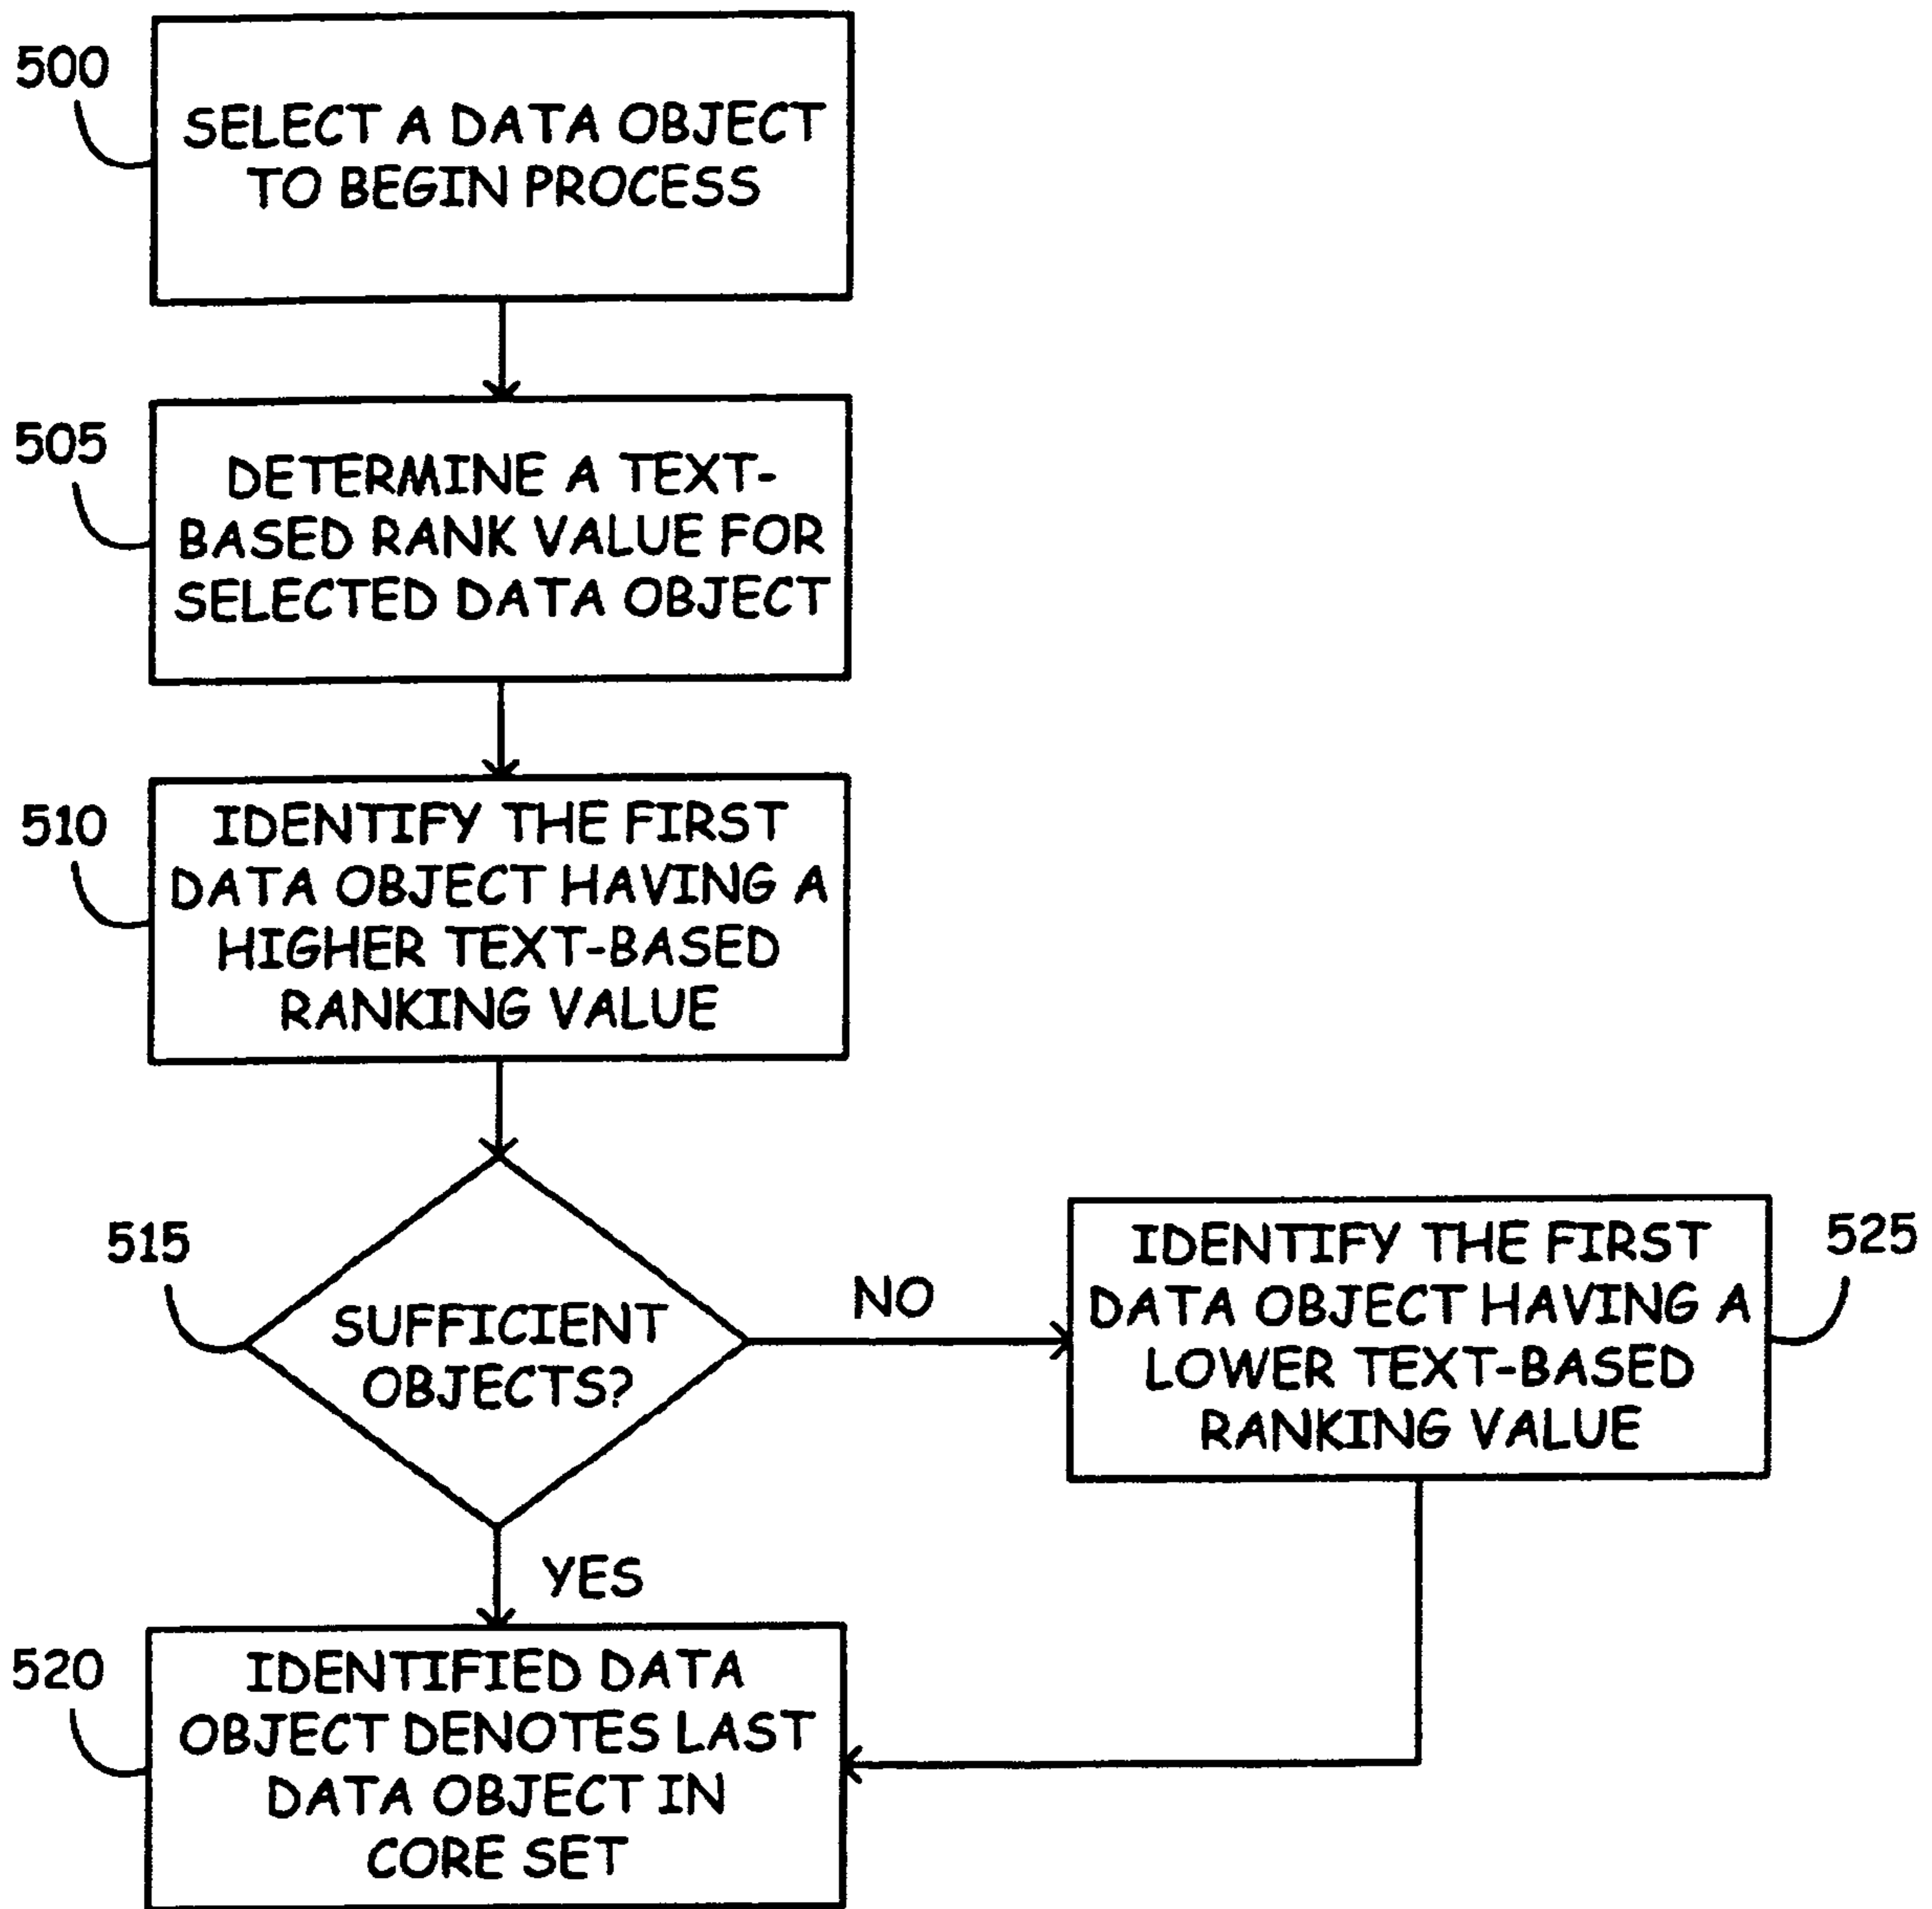 500
SELECT A DATA OBJECT
TO BEGIN PROCESS
505
DETERMINE A TEXT-
BASED RANK VALUE FOR
SELECTED DATA OBJECT
510
IDENTIFY THE FIRST
DATA OBJECT HAVING A
HIGHER TEXT-BASED
RANKING VALUE
515
SUFFICIENT
OBJECTS?
NO
IDENTIFY THE FIRST
DATA OBJECT HAVING A
LOWER TEXT-BASED
RANKING VALUE
525
YES
520
IDENTIFIED DATA
OBJECT DENOTES LAST
DATA OBJECT IN
CORE SET